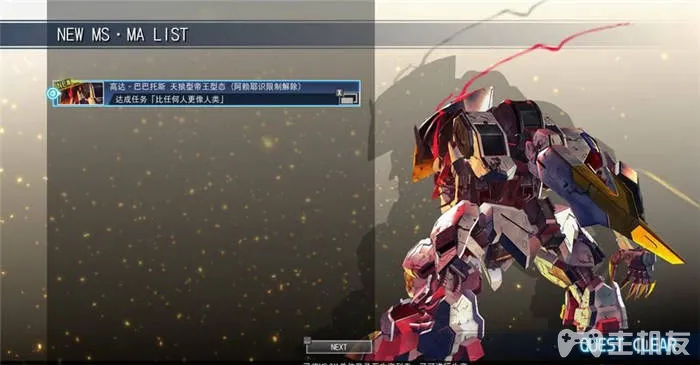 NEW MS・MA LIST
NEW
高达·巴巴托斯 天狼型帝王型态（阿赖耶识限制解除）
达成任务「比任何人更像人类」
X
NEXT
QUEST CLEAR
主机友